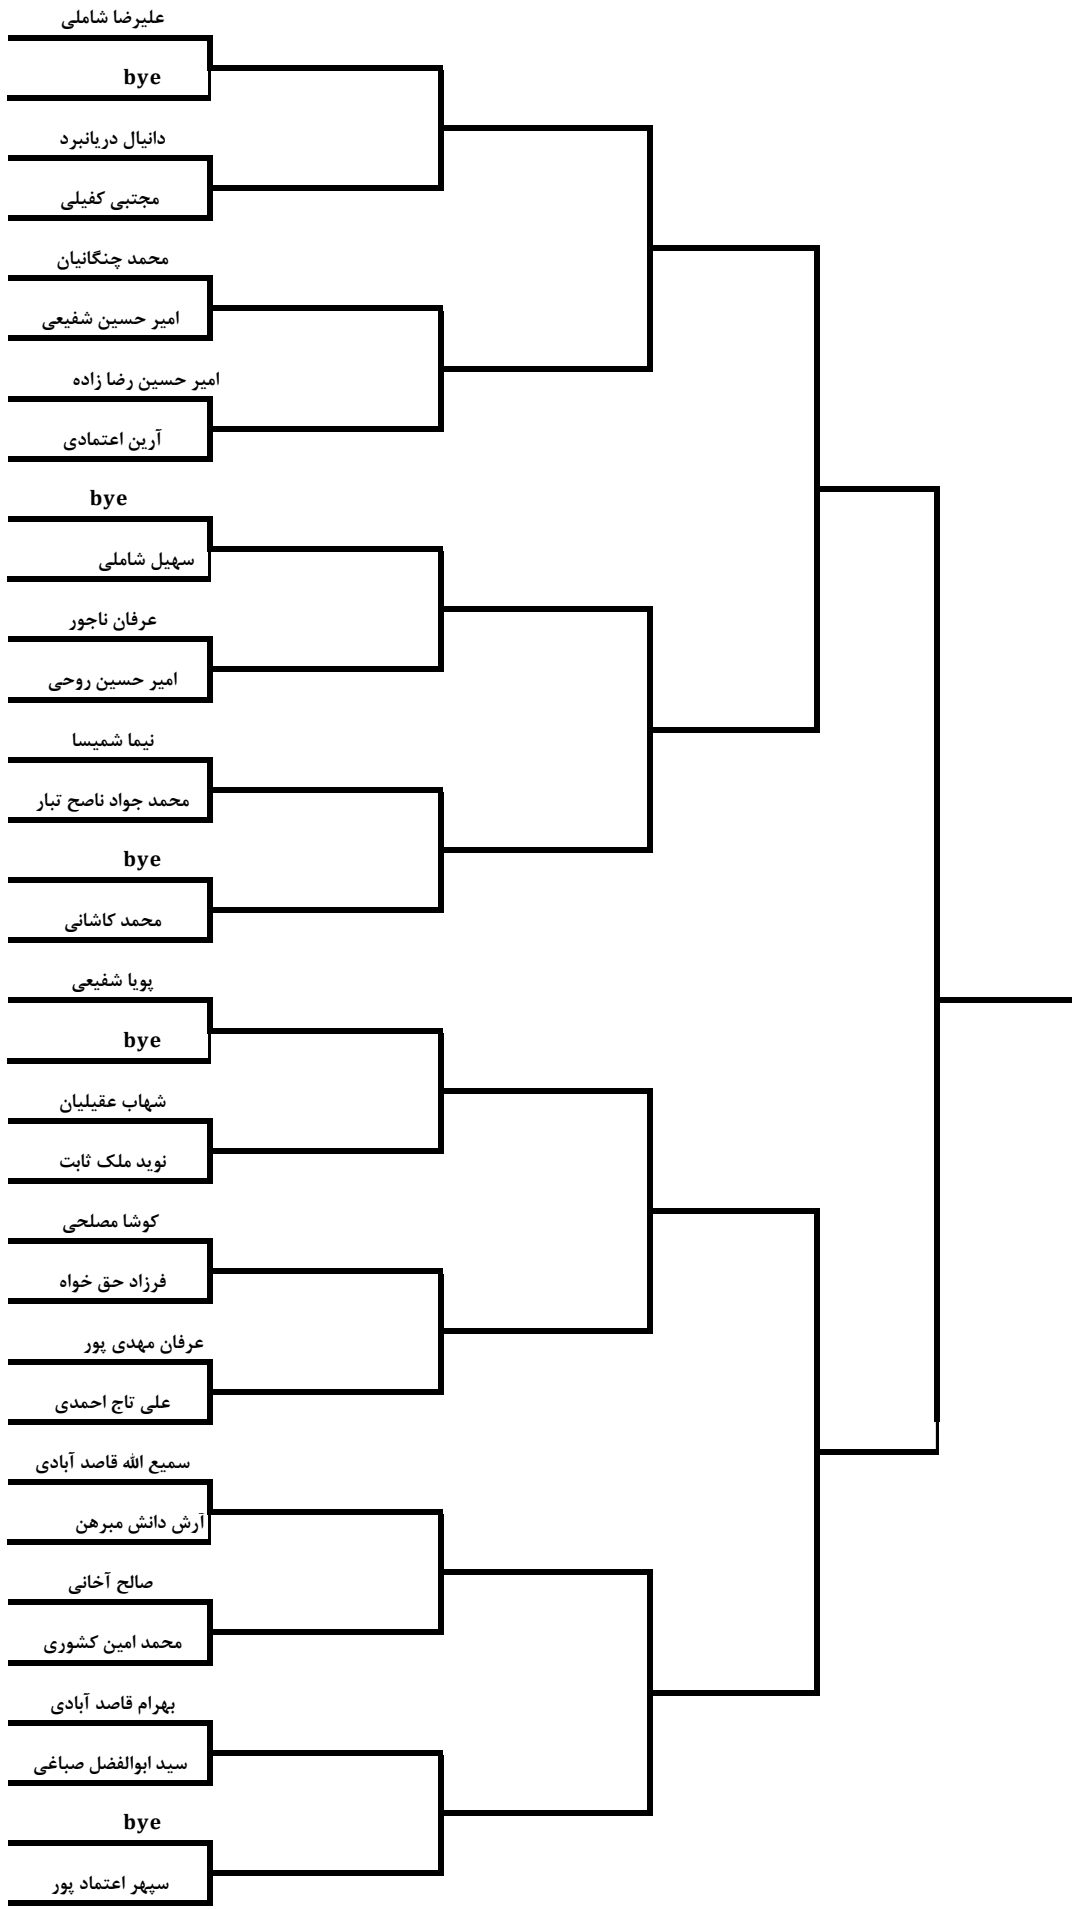 علیرضا شاملی
bye
دانیال دریانبرد
مجتبی کفیلی
محمد چنگانیان
امیر حسین شفیعی
امیر حسین رضا زاده
آرین اعتمادی
bye
سهیل شاملی
عرفان ناجور
امیر حسین روحی
نیما شمیسا
محمد جواد ناصح تبار
bye
محمد کاشانی
پویا شفیعی
bye
شهاب عقیلیان
نوید ملک ثابت
کوشا مصلحی
فرزاد حق خواه
عرفان مهدی پور
علی تاج احمدی
سمیع الله قاصد آبادی
آرش دانش مبرهن
صالح آخانی
محمد امین کشوری
بهرام قاصد آبادی
سید ابوالفضل صباغی
bye
سپهر اعتماد پور